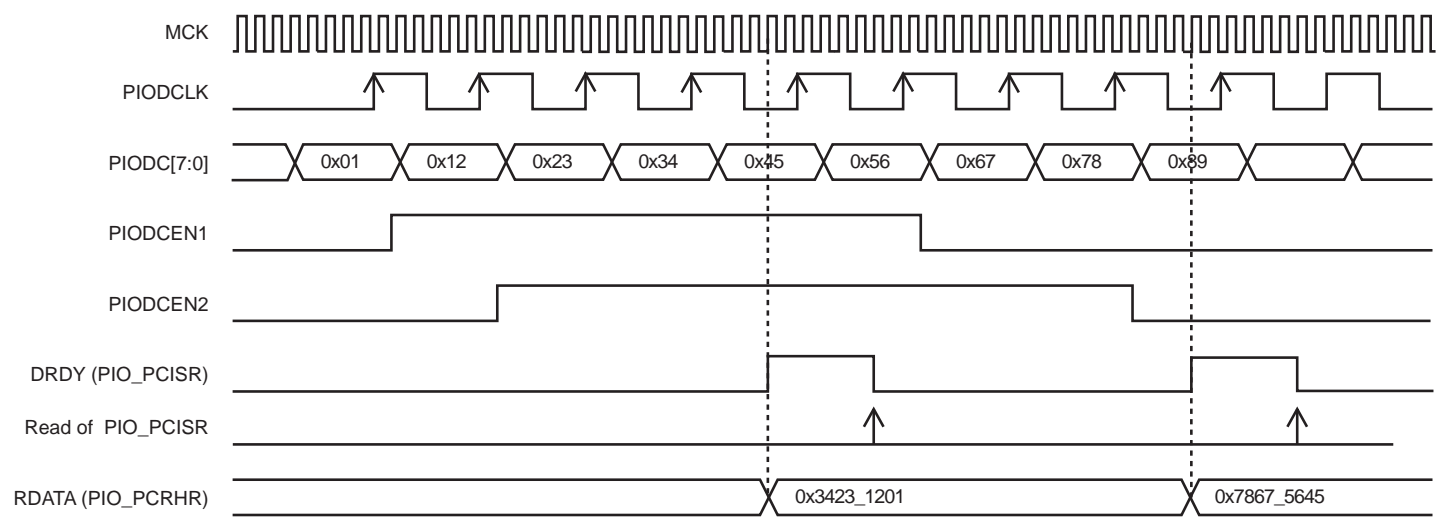 MCK
PIODCLK
PIODC[7:0] 0x01 0x12 0x23 0x34 0x45 0x56 0x67 0x78 0x89
PIODCEN1
PIODCEN2
DRDY (PIO_PCISR)
Read of PIO_PCISR
RDATA (PIO_PCRHR) 0x3423_1201 0x7867_5645